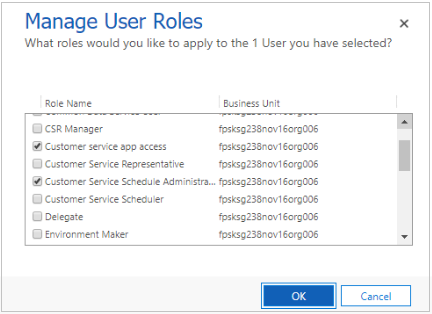 Manage User Roles
What roles would you like to apply to the 1 User you have selected?
Role Name Business Unit
CSR Manager fpsksg238nov16org006
Customer service app access fpsksg238nov16org006
Customer Service Representative fpsksg238nov16org006
Customer Service Schedule Administra... fpsksg238nov16org006
Customer Service Scheduler fpsksg238nov16org006
Delegate fpsksg238nov16org006
Environment Maker fpsksg238nov16org006
OK Cancel